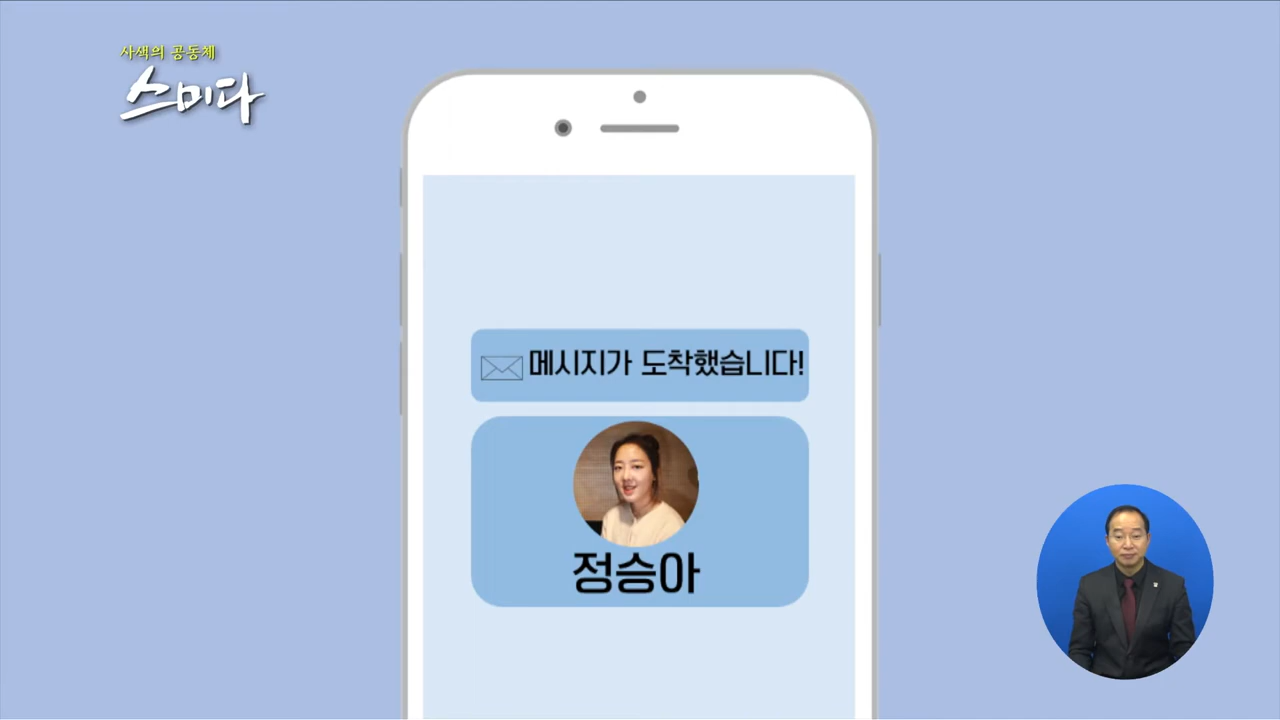 사색의 공동체
스미다
메시지가 도착했습니다!
정승아